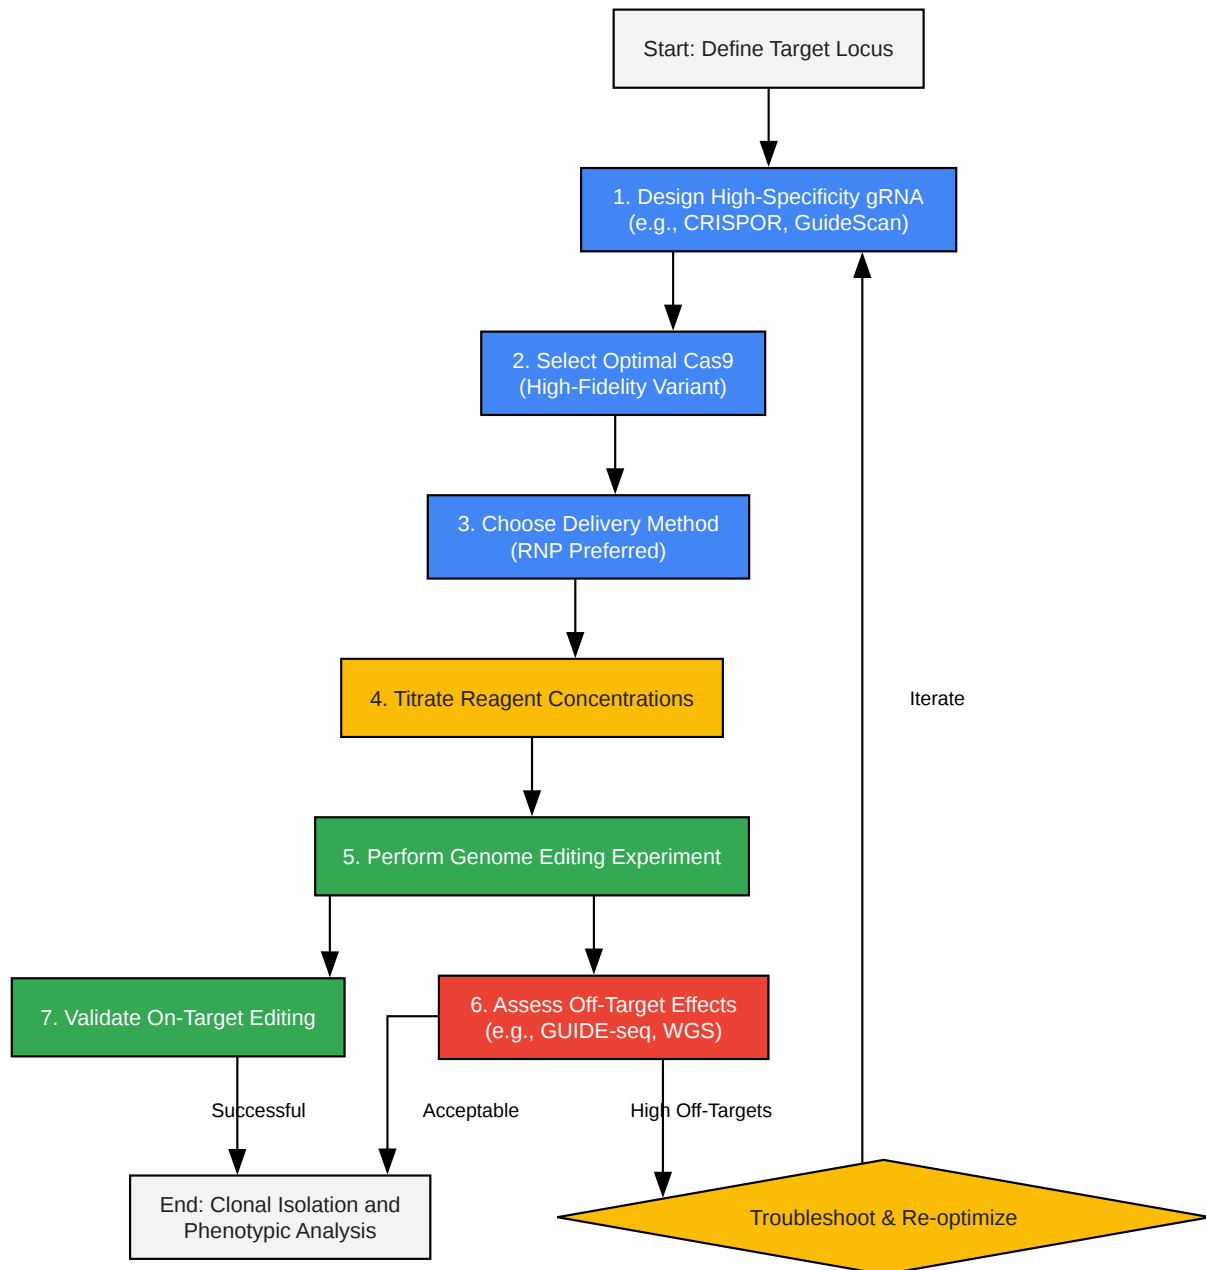 Start: Define Target Locus
1. Design High-Specificity gRNA
(e.g., CRISPOR, GuideScan)
2. Select Optimal Cas9
(High-Fidelity Variant)
3. Choose Delivery Method
(RNP Preferred)
4. Titrate Reagent Concentrations
Iterate
5. Perform Genome Editing Experiment
7. Validate On-Target Editing
6. Assess Off-Target Effects
(e.g., GUIDE-seq, WGS)
Successful
Acceptable
High Off-Targets
End: Clonal Isolation and
Phenotypic Analysis
Troubleshoot & Re-optimize